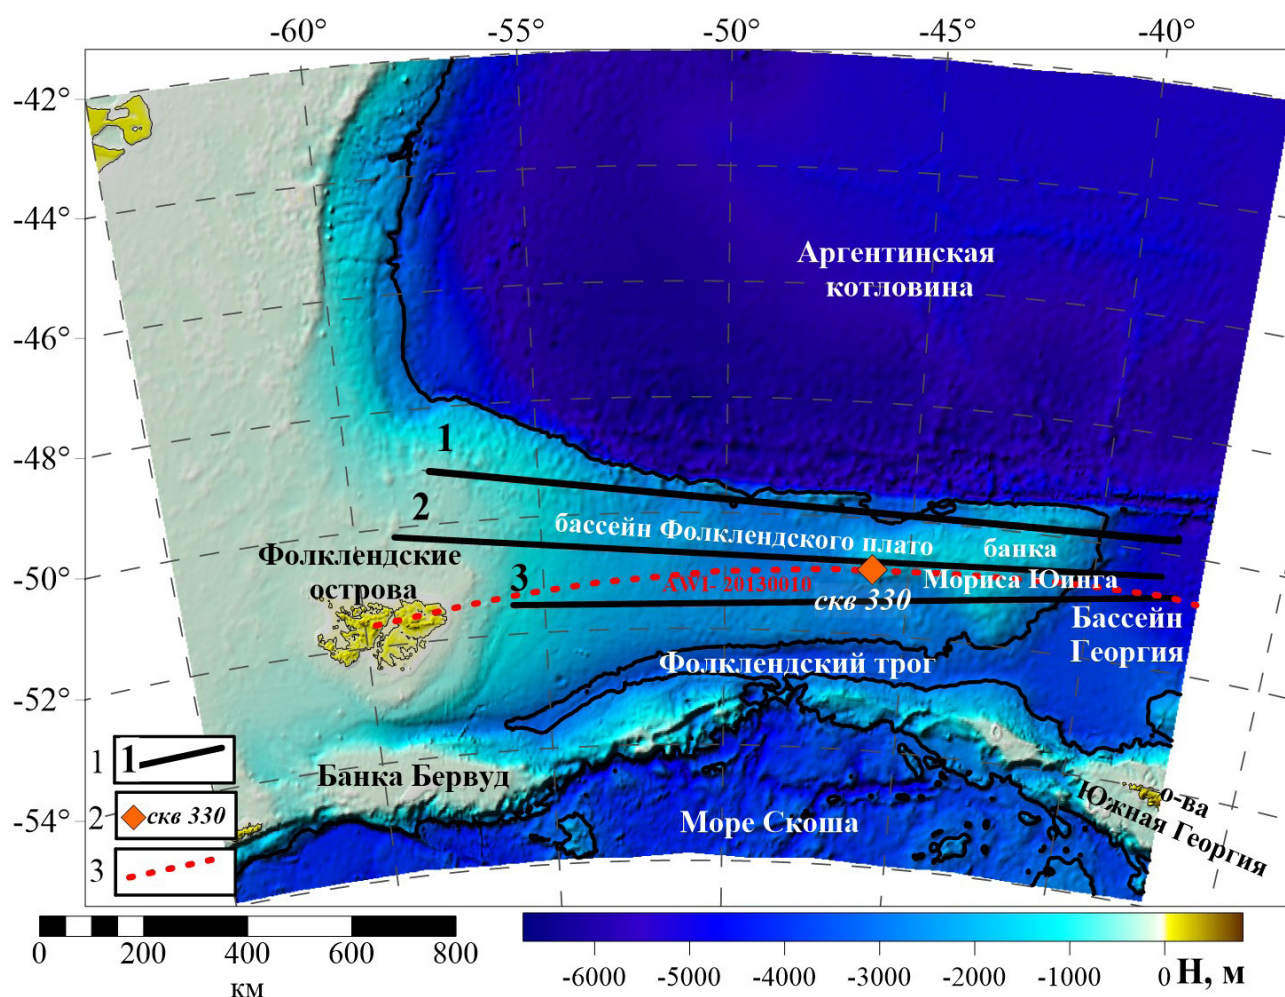 -60°
-55°
-50°
-45°
-40°
-42°
-44°
-46°
-48°
-50°
-52°
-54°
Аргентинская
котловина
1
2
бассейн Фолклендского плато
банка
Мориса Юинга
Фолклендские
острова
3
AWI- 20130010
скв 330
Бассейн
Георгия
Фолклендский трог
Банка Бервуд
Море Скоша
о-ва
Южная Георгия
1
1
2
скв 330
3
0
200
400
600
800
км
-6000
-5000
-4000
-3000
-2000
-1000
0
Н, м